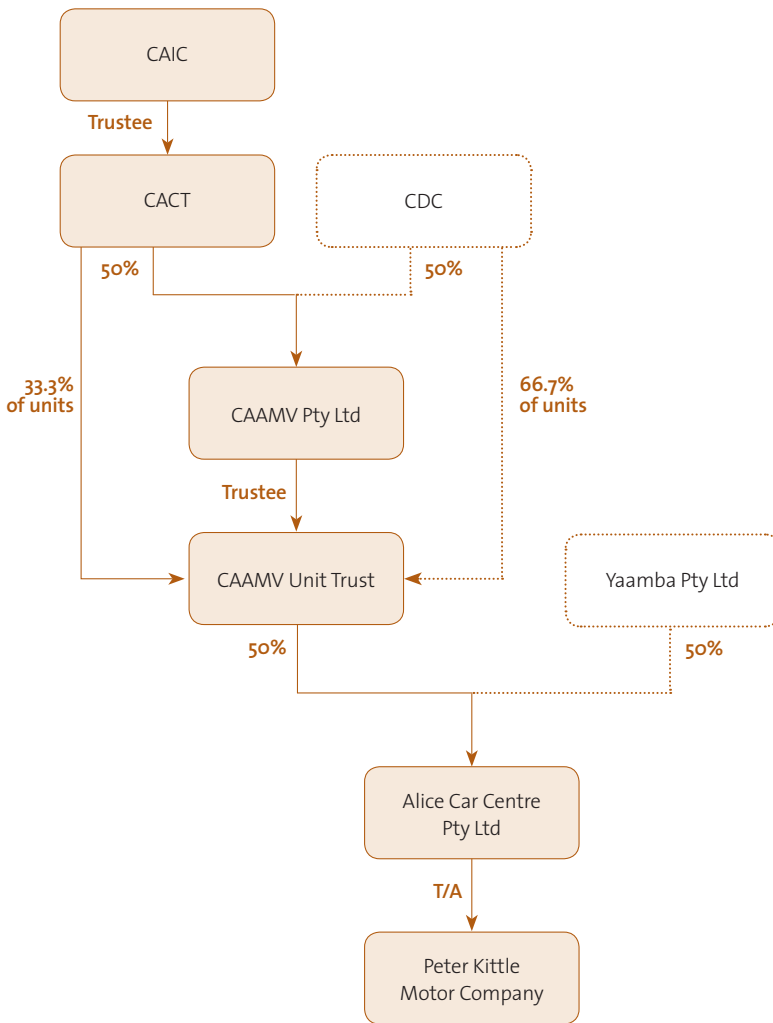 CAIC
Trustee
CACT
CDC
50%
50%
33.3%
of units
66.7%
of units
CAAMV Pty Ltd
Trustee
CAAMV Unit Trust
Yaamba Pty Ltd
50%
50%
Alice Car Centre
Pty Ltd
T/A
Peter Kittle
Motor Company